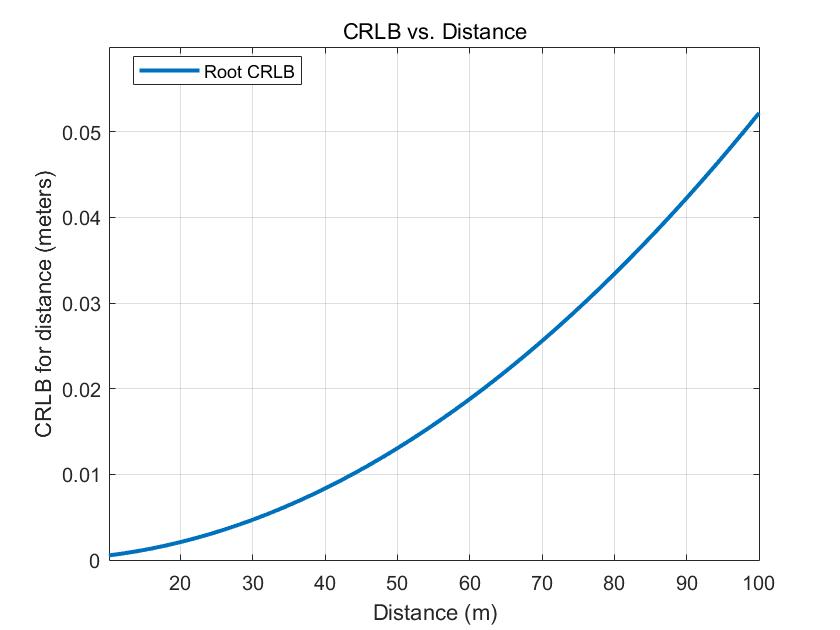 CRLB vs. Distance
Root CRLB
CRLB for distance (meters)
0.05
0.04
0.03
0.02
0.01
0
20 30 40 50 60 70 80 90 100
Distance (m)